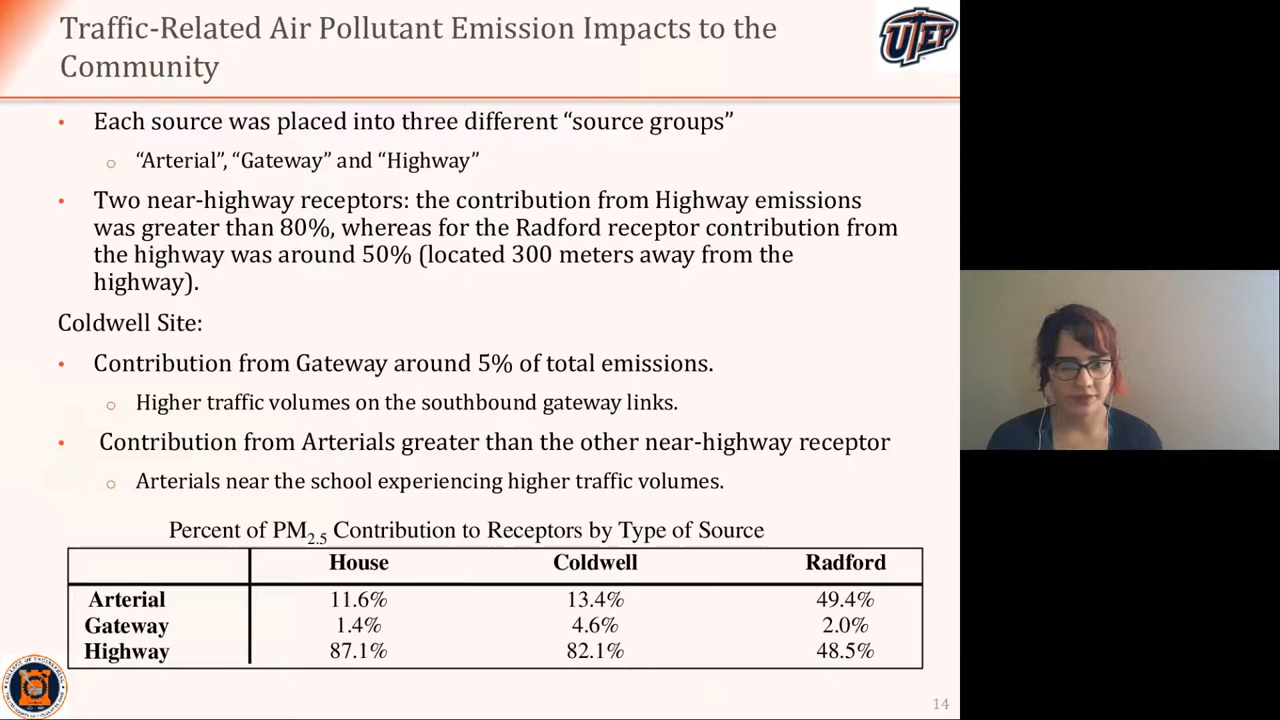 Traffic-Related Air Pollutant Emission Impacts to the
Community
UTEP
• Each source was placed into three different “source groups”
o “Arterial”, “Gateway” and “Highway”
• Two near-highway receptors: the contribution from Highway emissions
was greater than 80%, whereas for the Radford receptor contribution from
the highway was around 50% (located 300 meters away from the
highway).
Coldwell Site:
• Contribution from Gateway around 5% of total emissions.
o Higher traffic volumes on the southbound gateway links.
• Contribution from Arterials greater than the other near-highway receptor
o Arterials near the school experiencing higher traffic volumes.
Percent of PM2.5 Contribution to Receptors by Type of Source
House Coldwell Radford
Arterial 11.6% 13.4% 49.4%
Gateway 1.4% 4.6% 2.0%
Highway 87.1% 82.1% 48.5%
COLLEGE OF ENGINEERING
14